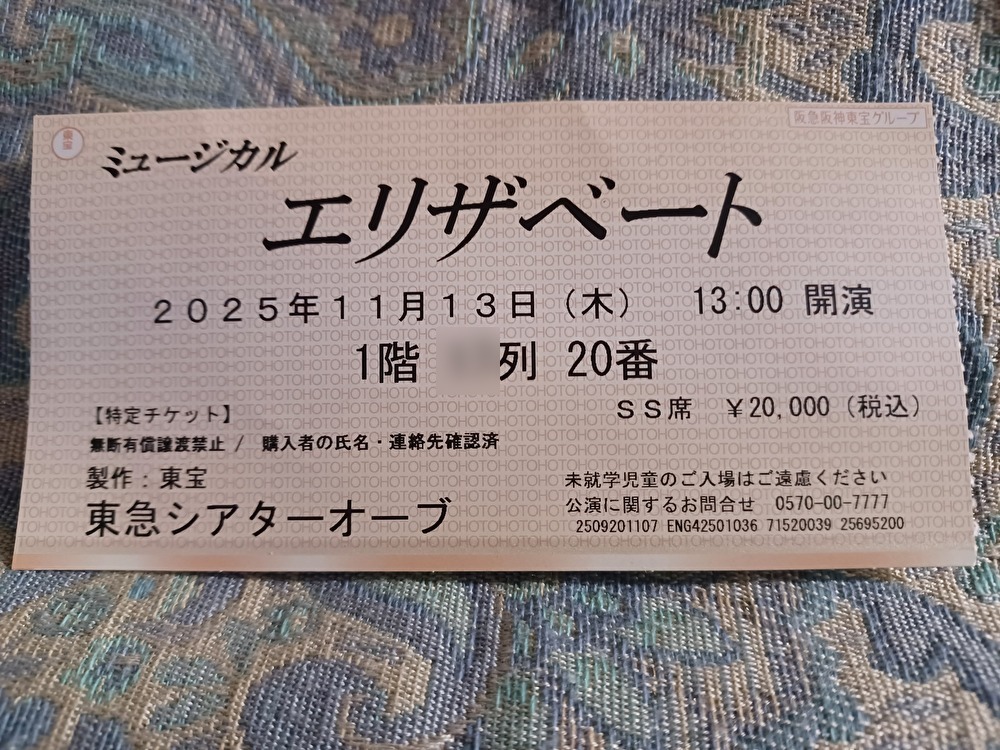 東宝
阪急阪神東宝グループ
ミュージカル
エリザベート
２０２５年１１月１３日（木） 13:00 開演
1階 列 20番
ＳＳ席 ￥20,000（税込）
【特定チケット】
無断有償譲渡禁止 / 購入者の氏名・連絡先確認済
製作：東宝
東急シアターオーブ
未就学児童のご入場はご遠慮ください
公演に関するお問合せ 0570-00-7777
2509201107 ENG42501036 71520039 25695200